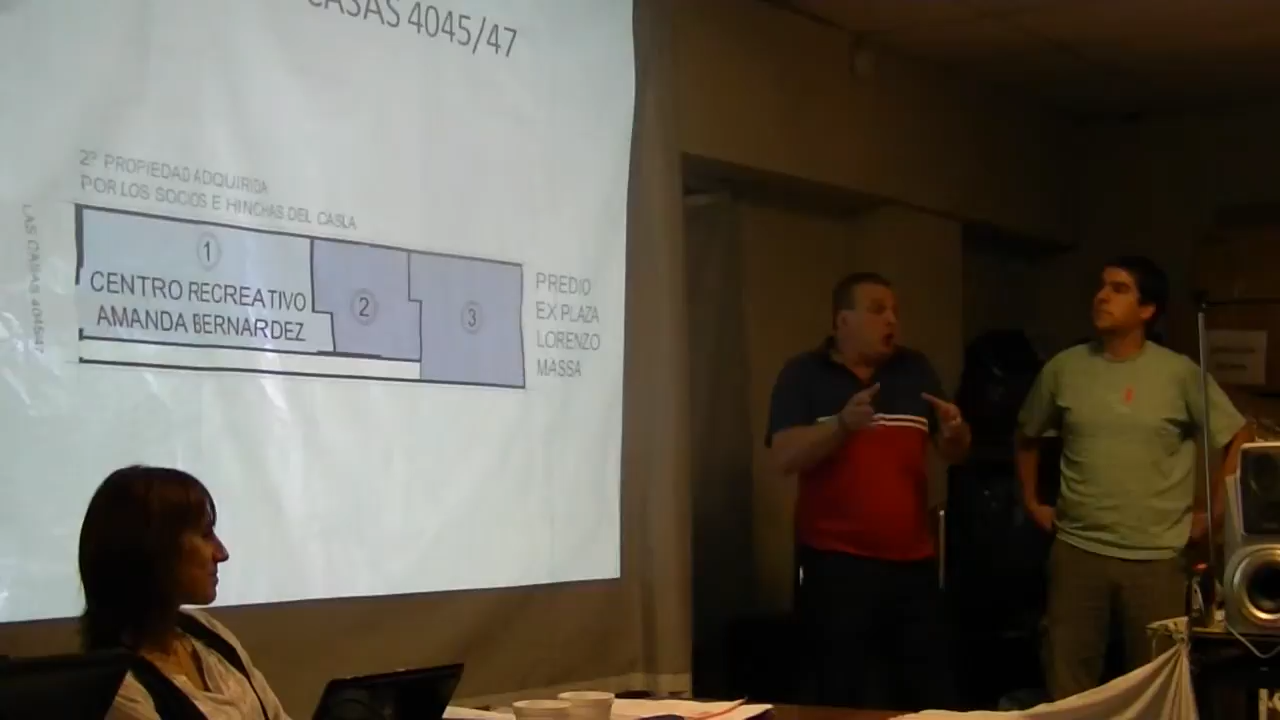 CASAS 4045/47
2ª PROPIEDAD ADQUIRIDA
POR LOS SOCIOS E HINCHAS DEL CASLA
LAS CASAS 4045/47
1
CENTRO RECREATIVO
AMANDA BERNARDEZ
2
3
PREDIO
EX PLAZA
LORENZO
MASSA